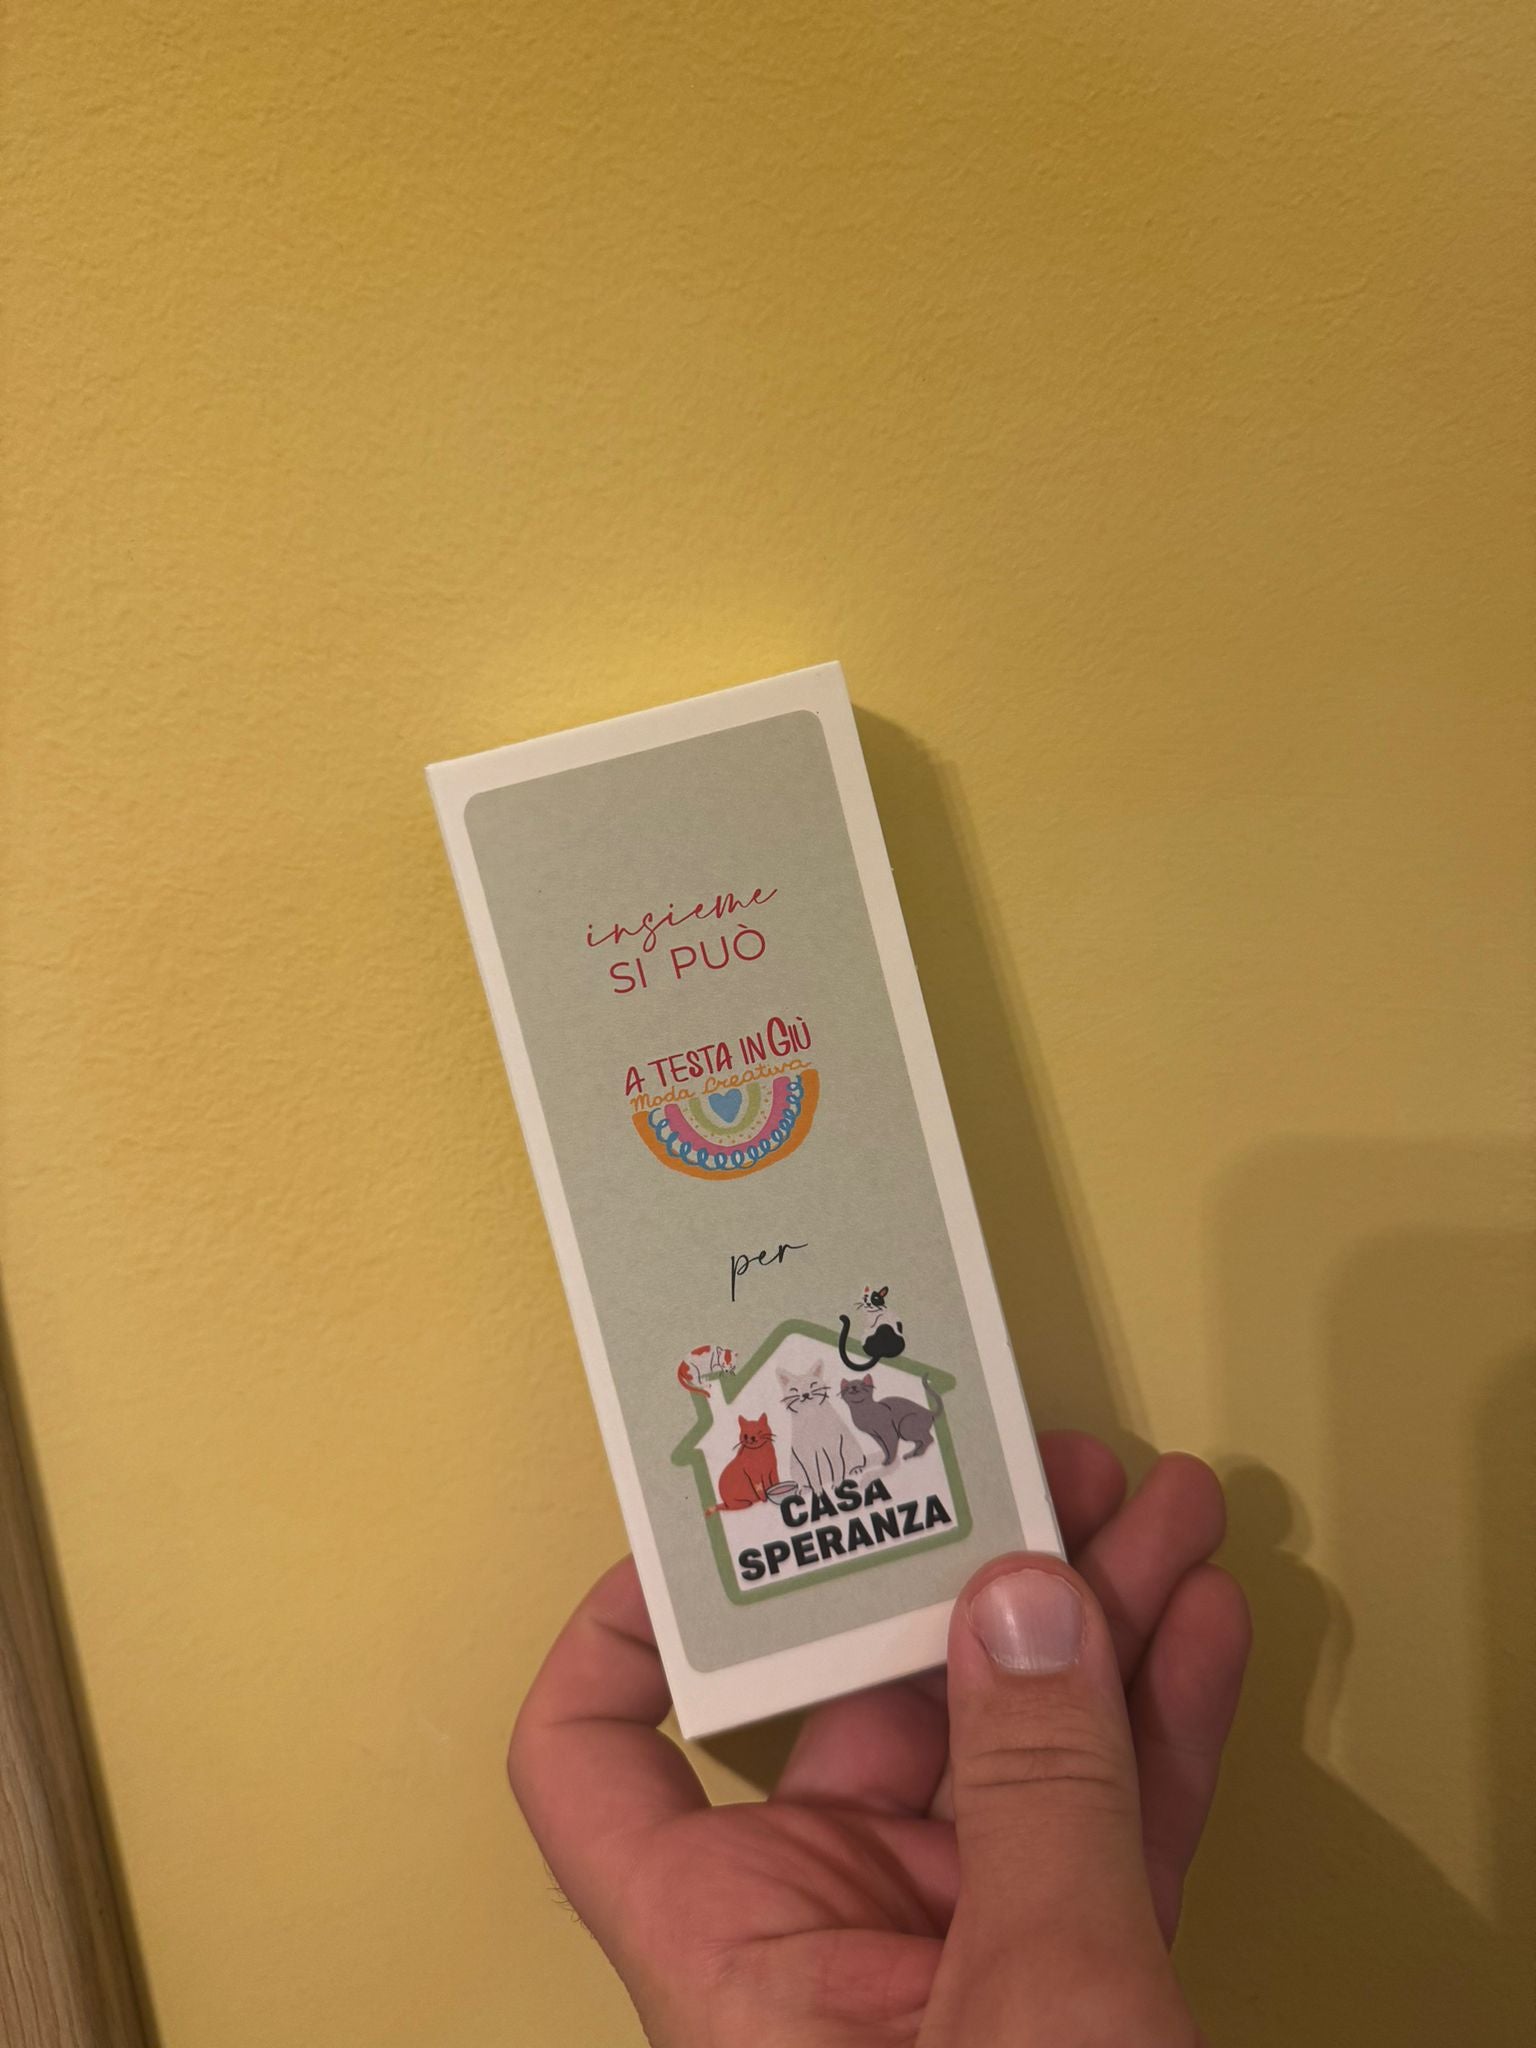 insieme
SI PUÒ
A TESTA IN GIÙ
Moda Creativa
per
CASA
SPERANZA